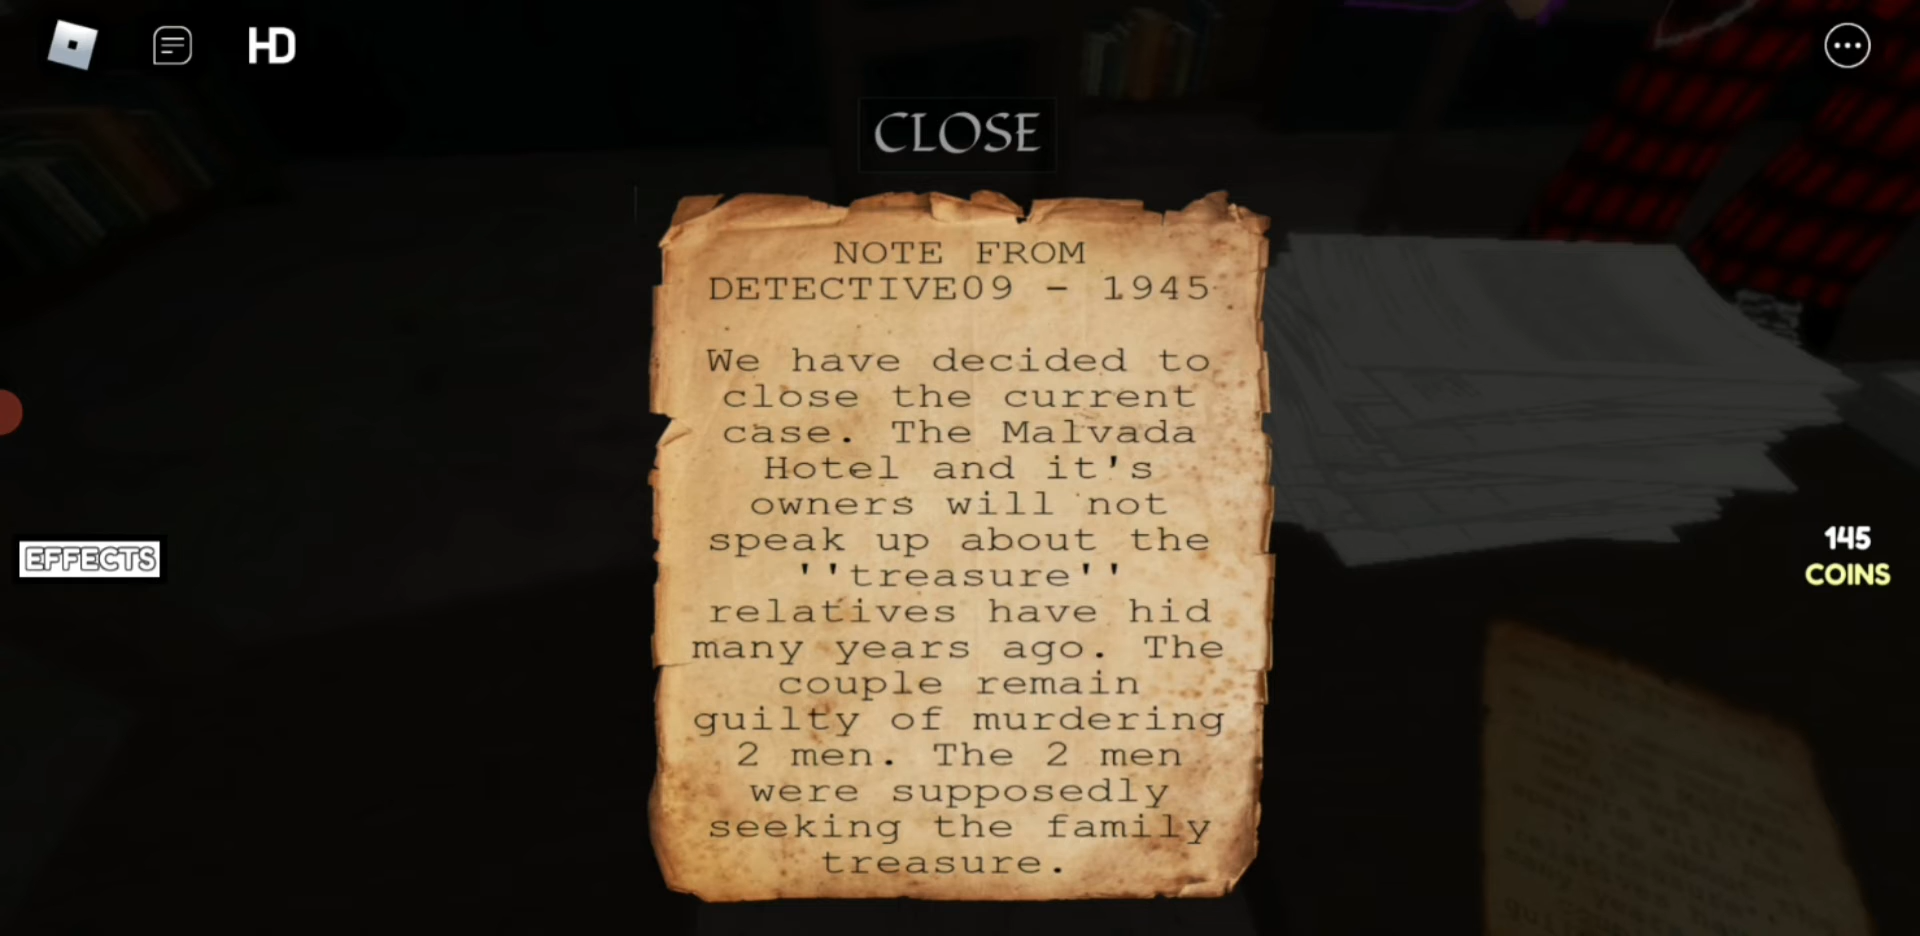 HD
CLOSE
NOTE FROM
DETECTIVE09 - 1945
We have decided to
close the current
case. The Malvada
Hotel and it's
owners will not
speak up about the
''treasure''
relatives have hid
many years ago. The
couple remain
guilty of murdering
2 men. The 2 men
were supposedly
seeking the family
treasure.
EFFECTS
145
COINS